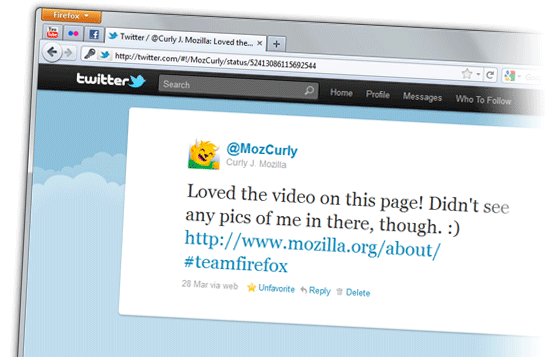 Firefox
You Tube
Twitter / @Curly J. Mozilla: Loved the...
http://twitter.com/#!/MozCurly/status/52413086115692544
twitter
Search
Home Profile Messages Who To Follow
@MozCurly
Curly J. Mozilla
Loved the video on this page! Didn't see
any pics of me in there, though. :)
http://www.mozilla.org/about/
#teamfirefox
28 Mar via web Unfavorite Reply Delete